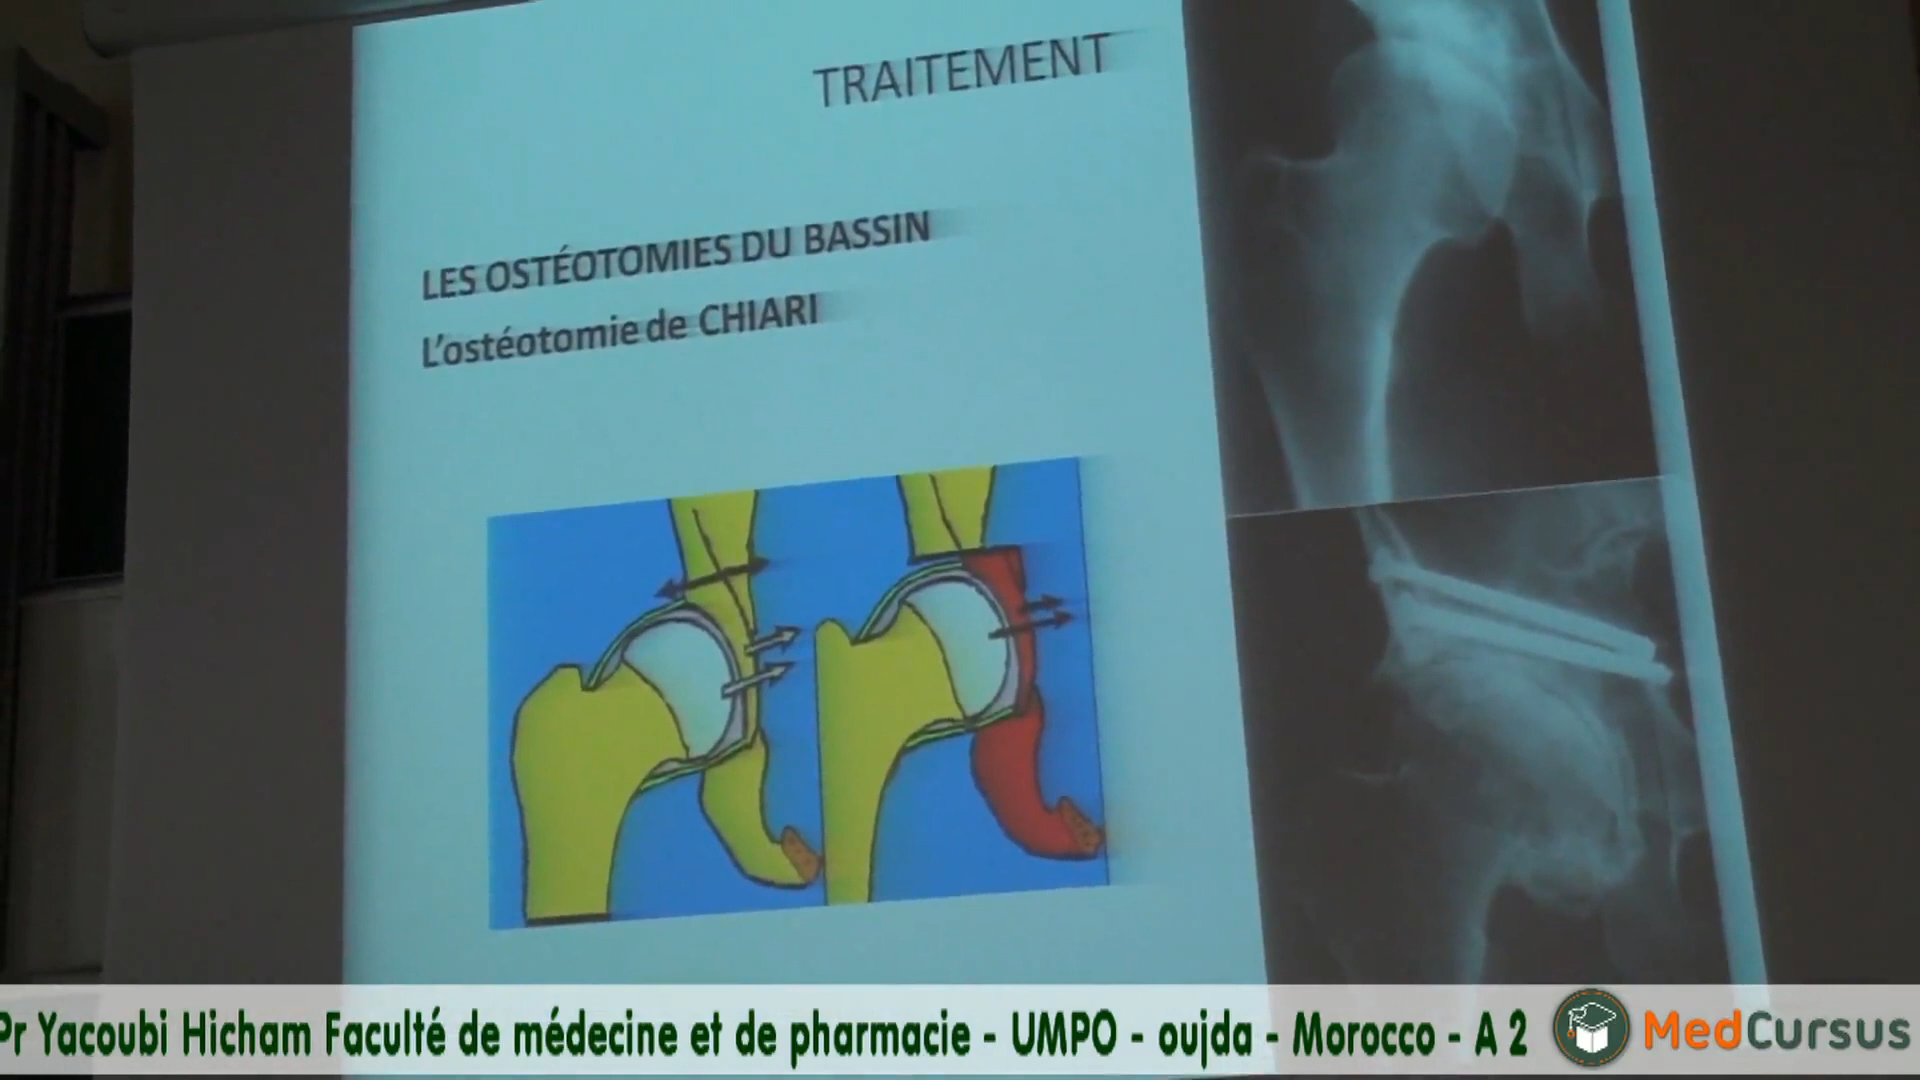 TRAITEMENT
LES OSTÉOTOMIES DU BASSIN
L'ostéotomie de CHIARI
Pr Yacoubi Hicham Faculté de médecine et de pharmacie - UMPO - oujda - Morocco - A 2
MedCursus